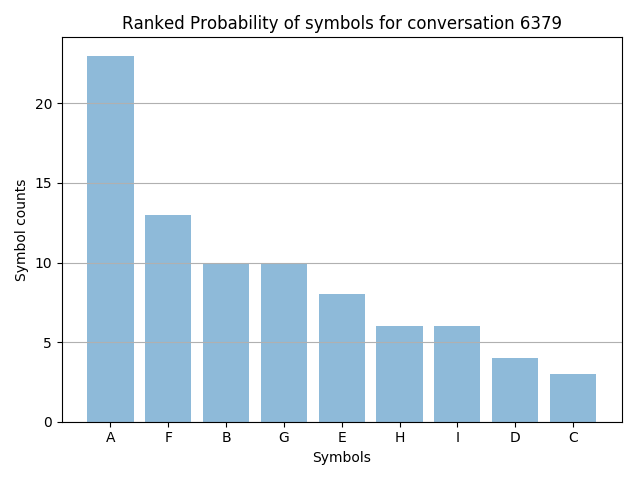 Ranked Probability of symbols for conversation 6379
Symbol counts
20
15
10
5
0
A F B G E H I D C
Symbols